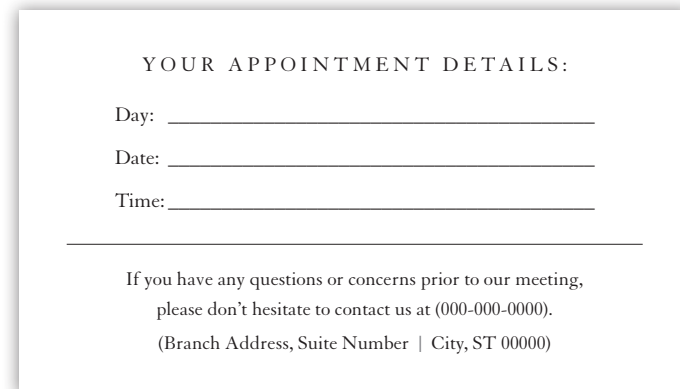 YOUR APPOINTMENT DETAILS:
Day:
Date:
Time:
If you have any questions or concerns prior to our meeting,
please don’t hesitate to contact us at (000-000-0000).
(Branch Address, Suite Number | City, ST 00000)